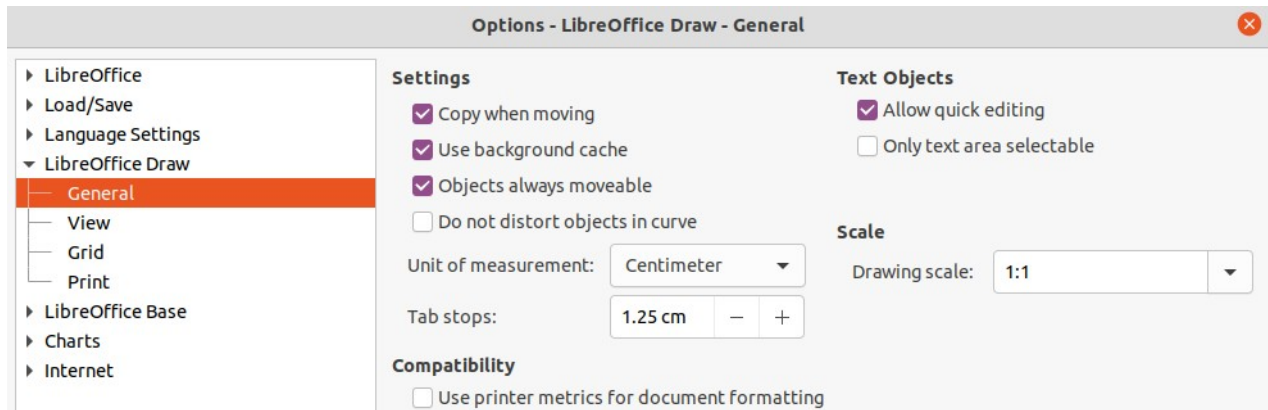 Options - LibreOffice Draw - General
LibreOffice
Load/Save
Language Settings
LibreOffice Draw
General
View
Grid
Print
LibreOffice Base
Charts
Internet
Settings
Copy when moving
Use background cache
Objects always moveable
Do not distort objects in curve
Unit of measurement: Centimeter
Tab stops: 1.25 cm − +
Compatibility
Use printer metrics for document formatting
Text Objects
Allow quick editing
Only text area selectable
Scale
Drawing scale: 1:1